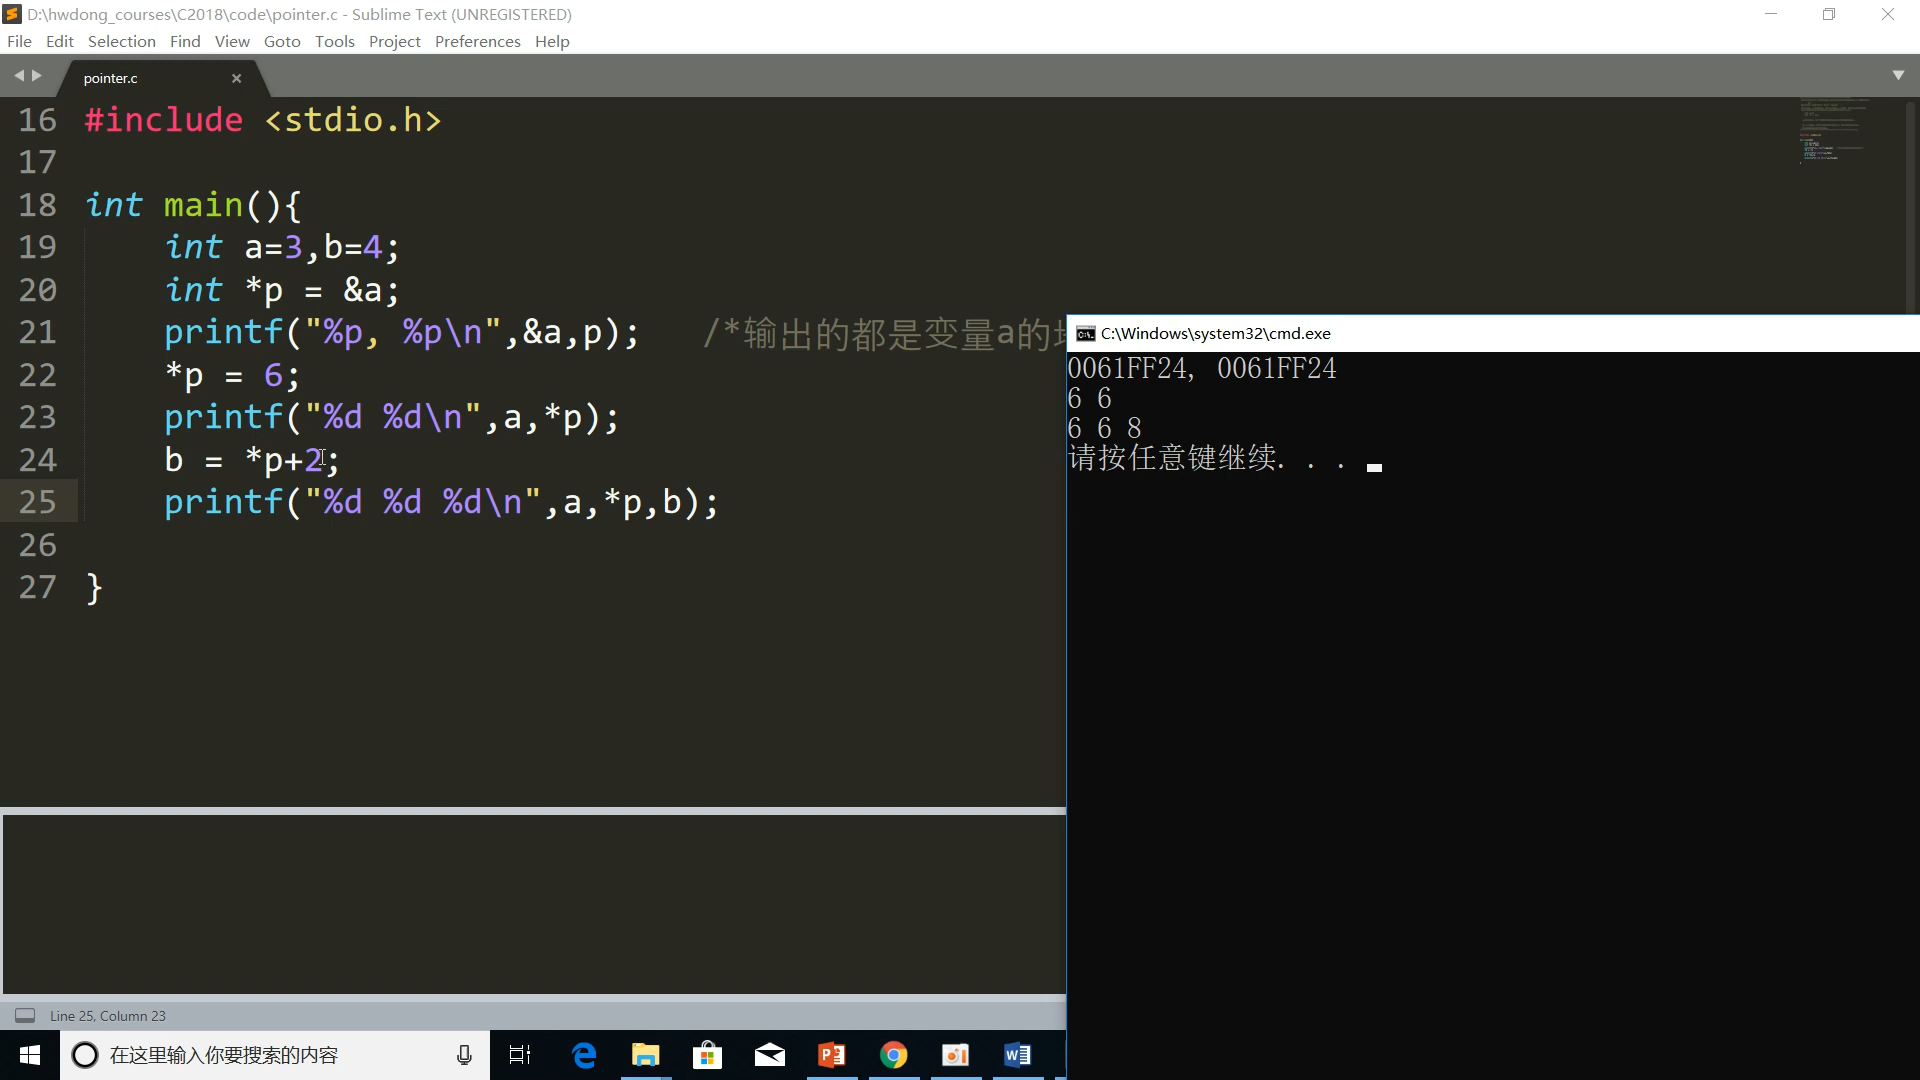 D:\hwdong_courses\C2018\code\pointer.c - Sublime Text (UNREGISTERED)
File Edit Selection Find View Goto Tools Project Preferences Help
pointer.c
16 #include <stdio.h>
17
18 int main(){
19 int a=3,b=4;
20 int *p = &a;
21 printf("%p, %p\n",&a,p); /*输出的都是变量a的
22 *p = 6;
23 printf("%d %d\n",a,*p);
24 b = *p+2;
25 printf("%d %d %d\n",a,*p,b);
26
27 }
C:\Windows\system32\cmd.exe
0061FF24, 0061FF24
6 6
6 6 8
请按任意键继续. . .
Line 25, Column 23
在这里输入你要搜索的内容